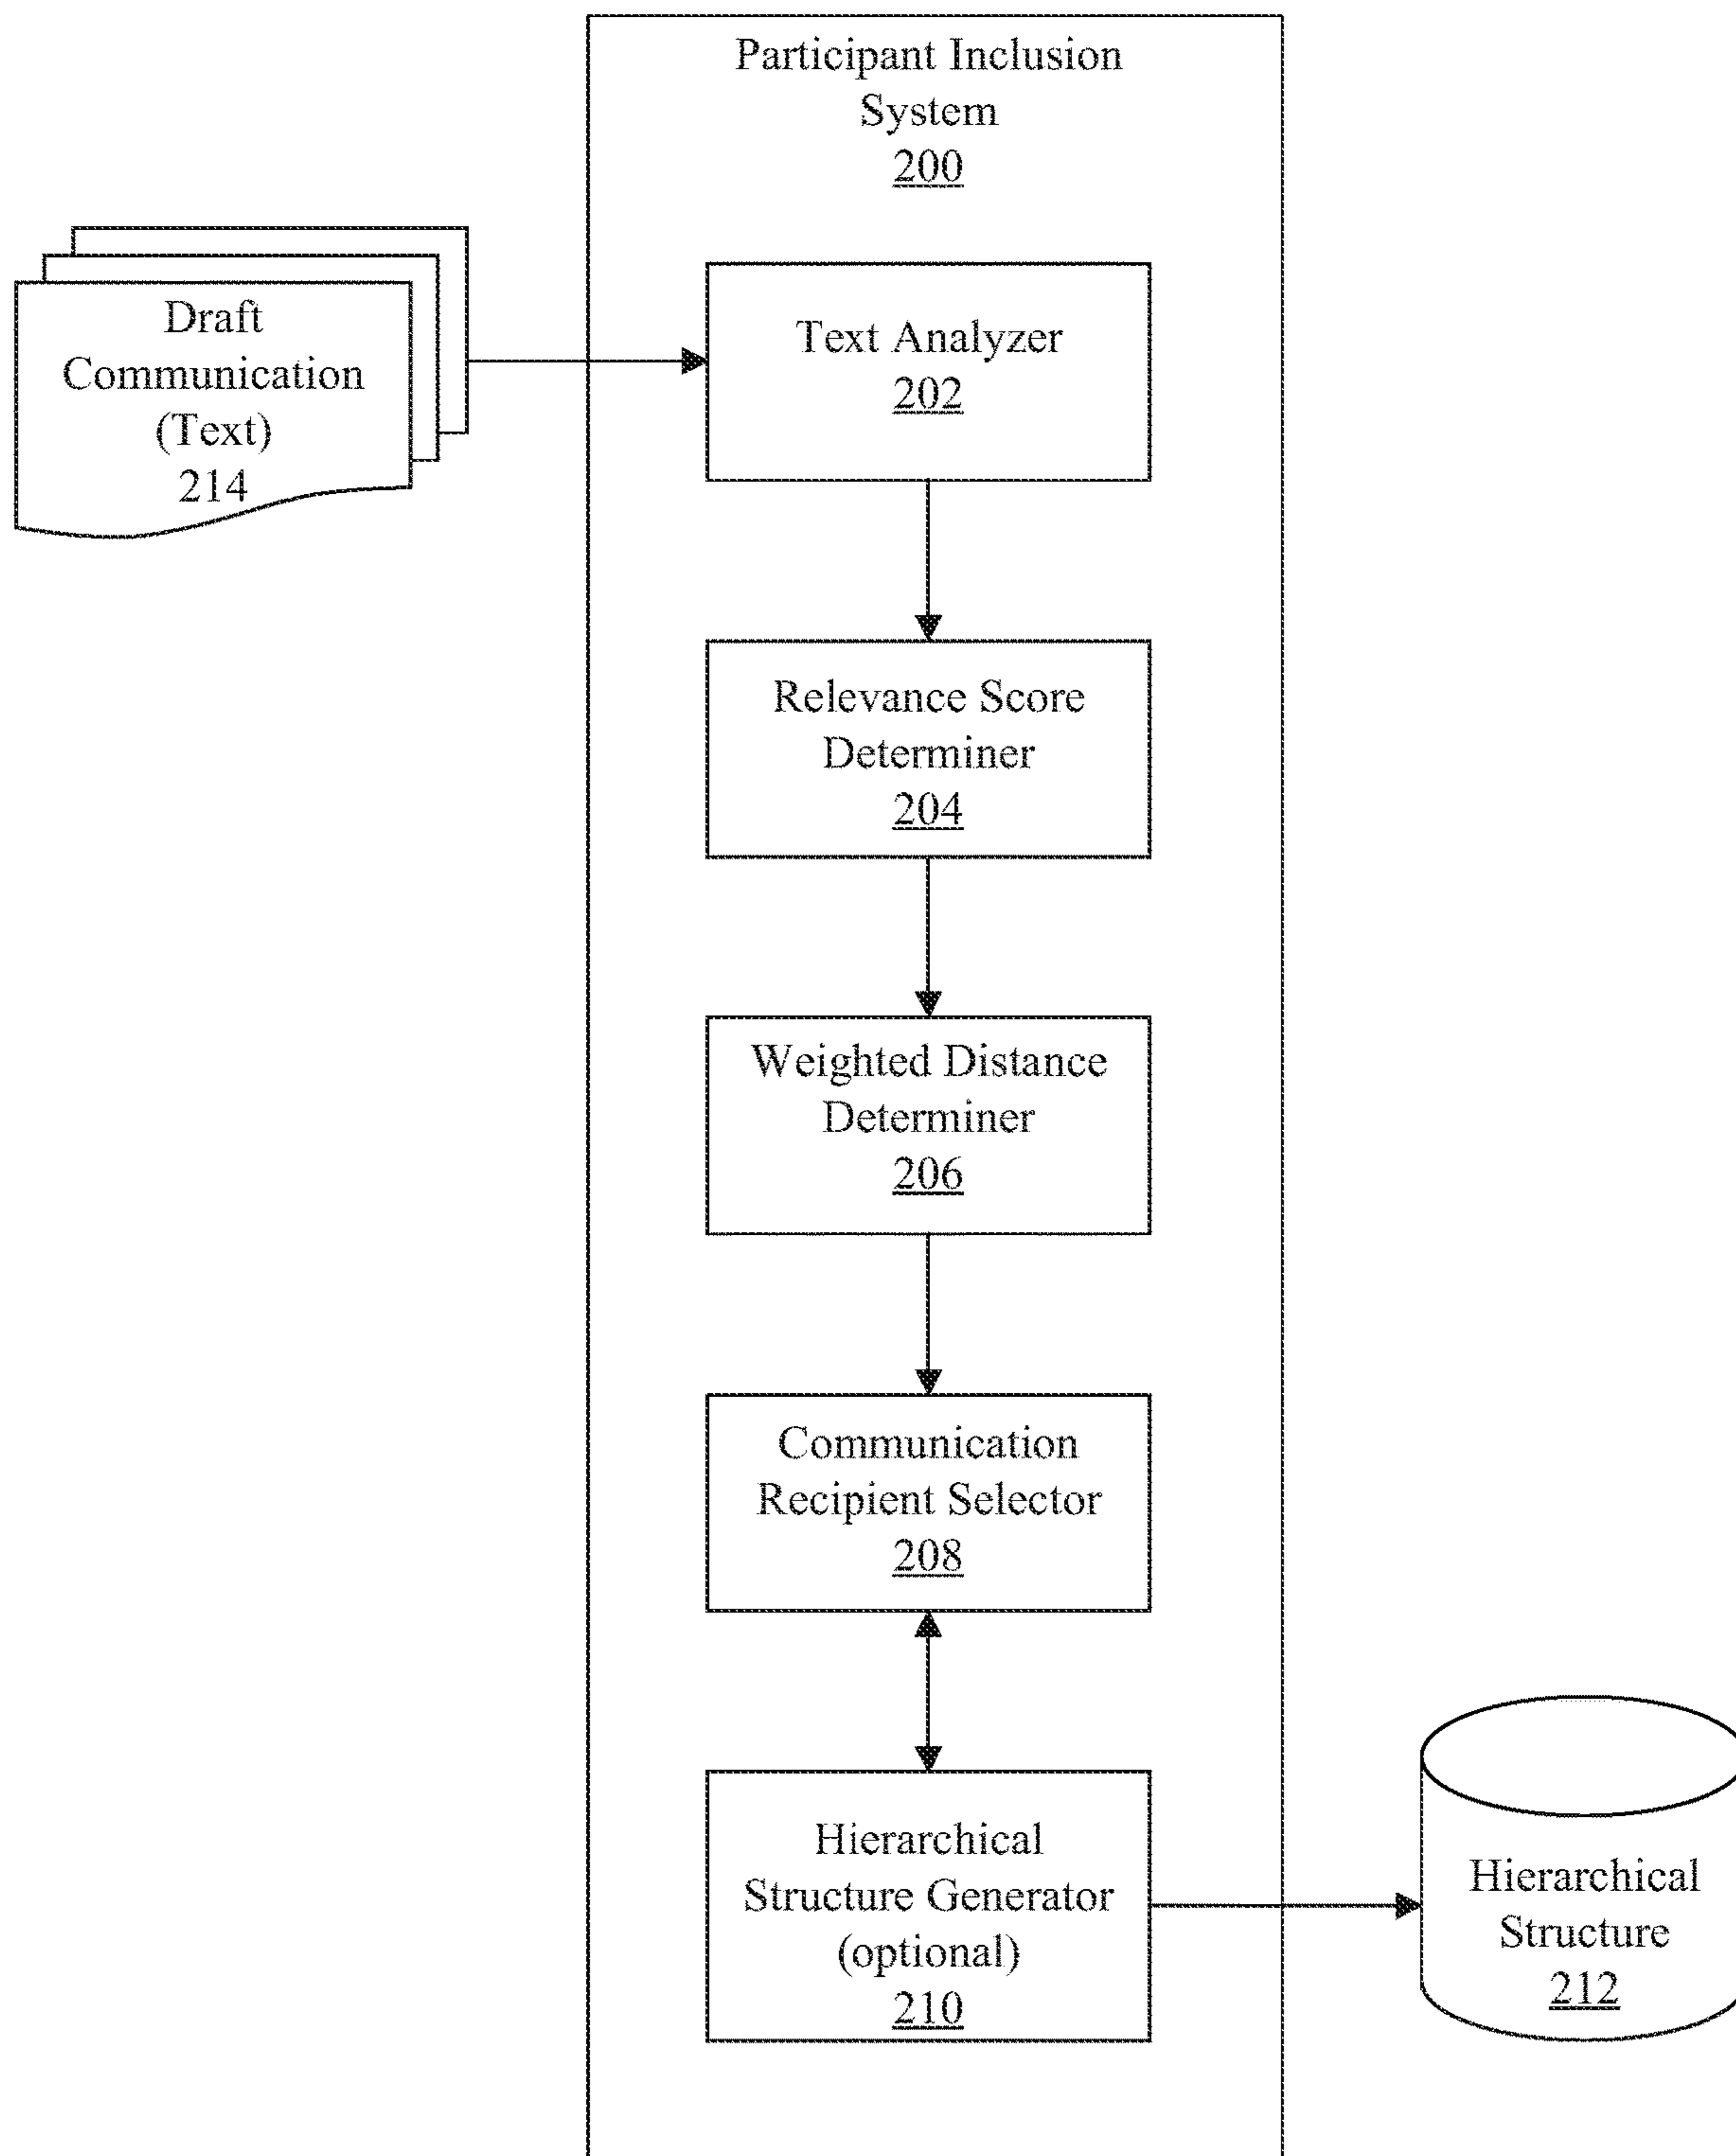 Participant Inclusion
System
200
Draft
Communication
(Text)
214
Text Analyzer
202
Relevance Score
Determiner
204
Weighted Distance
Determiner
206
Communication
Recipient Selector
208
Hierarchical
Structure Generator
(optional)
210
Hierarchical
Structure
212